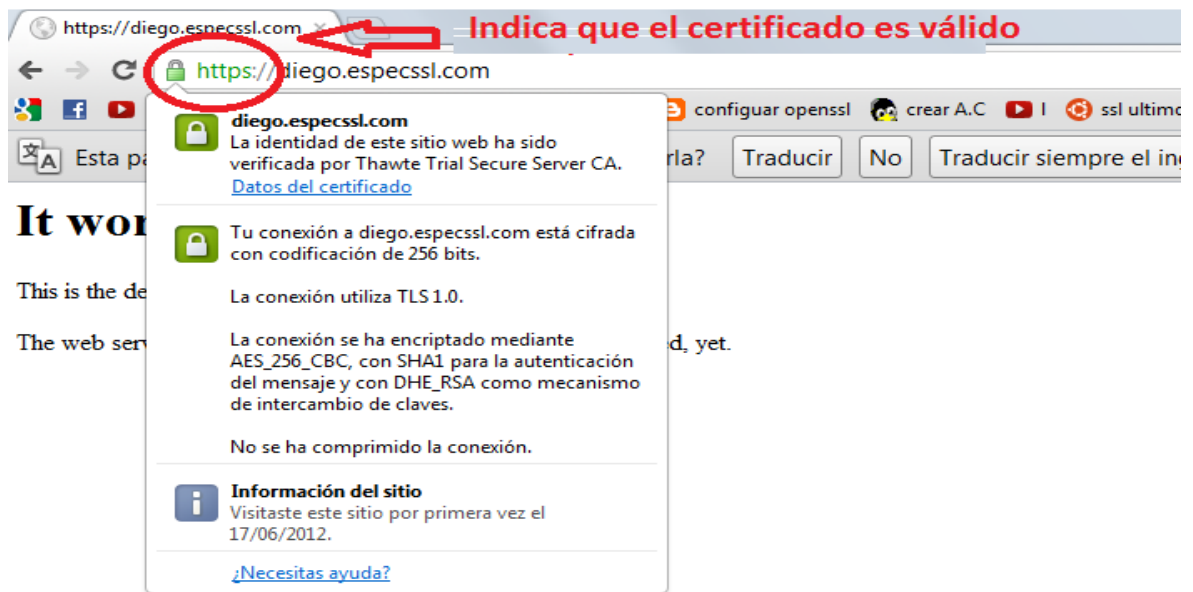 https://diego.especssl.com
Indica que el certificado es válido
https://diego.especssl.com
configuar openssl crear A.C I ssl ultimo
Esta pa rla? Traducir No Traducir siempre el ing
diego.especssl.com
La identidad de este sitio web ha sido
verificada por Thawte Trial Secure Server CA.
Datos del certificado
It wor
Tu conexión a diego.especssl.com está cifrada
con codificación de 256 bits.
This is the de
La conexión utiliza TLS 1.0.
The web serv
La conexión se ha encriptado mediante
AES_256_CBC, con SHA1 para la autenticación
del mensaje y con DHE_RSA como mecanismo
de intercambio de claves.
d, yet.
No se ha comprimido la conexión.
Información del sitio
Visitaste este sitio por primera vez el
17/06/2012.
¿Necesitas ayuda?